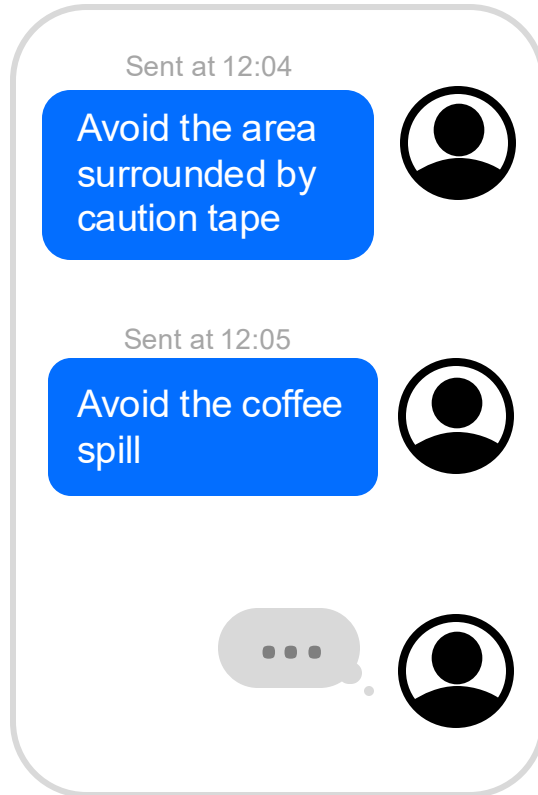 Sent at 12:04
Avoid the area
surrounded by
caution tape
Sent at 12:05
Avoid the coffee
spill
...